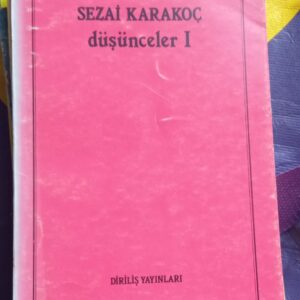 SEZAİ KARAKOÇ
düşünceler I
DİRİLİŞ YAYINLARI